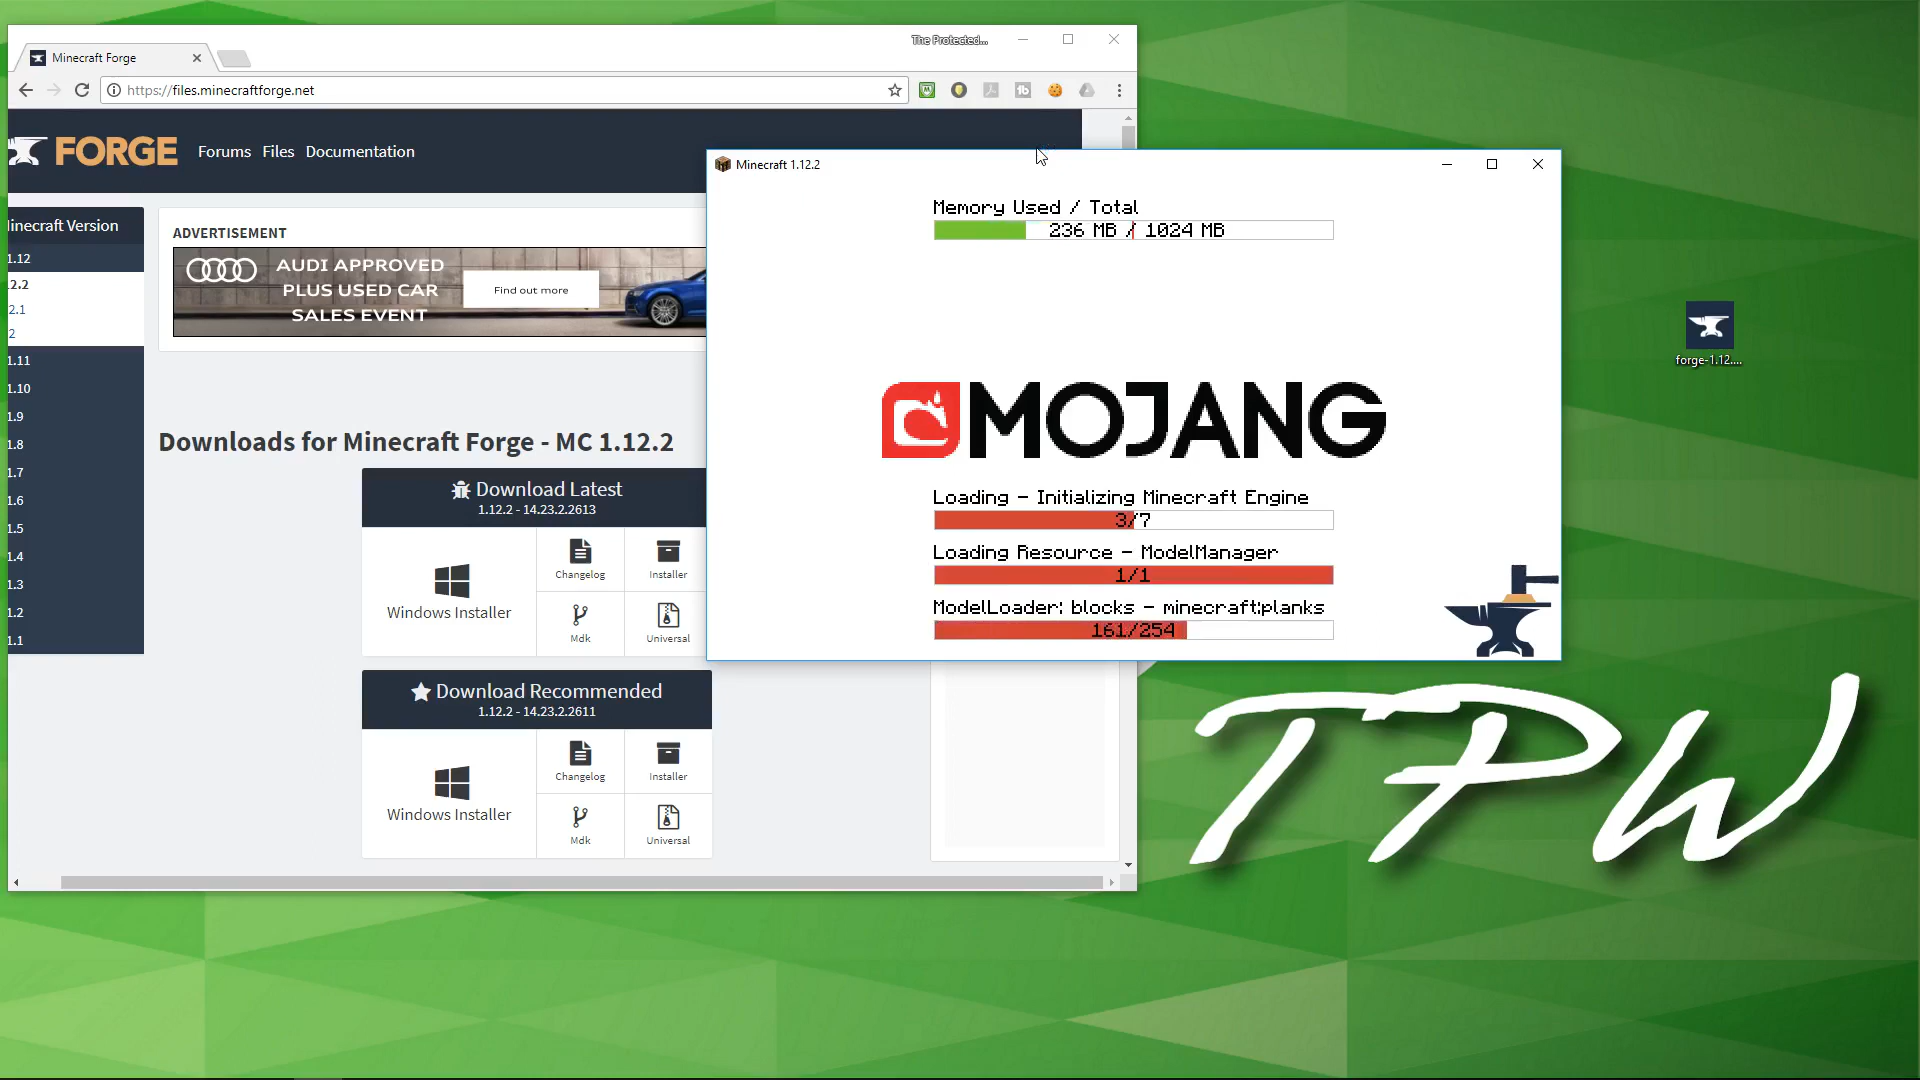 The Protected...
Minecraft Forge
https://files.minecraftforge.net
FORGE
Forums Files Documentation
Minecraft 1.12.2
Memory Used / Total
236 MB / 1024 MB
inecraft Version
1.12
.2.2
2.1
2
1.11
1.10
1.9
1.8
1.7
1.6
1.5
1.4
1.3
1.2
1.1
ADVERTISEMENT
AUDI APPROVED
PLUS USED CAR
SALES EVENT
Find out more
Downloads for Minecraft Forge - MC 1.12.2
Download Latest
1.12.2 - 14.23.2.2613
Windows Installer
Changelog
Installer
Mdk
Universal
Download Recommended
1.12.2 - 14.23.2.2611
Windows Installer
Changelog
Installer
Mdk
Universal
MOJANG
Loading - Initializing Minecraft Engine
3/7
Loading Resource - ModelManager
1/1
ModelLoader: blocks - minecraft:planks
161/254
forge-1.12....
TPW